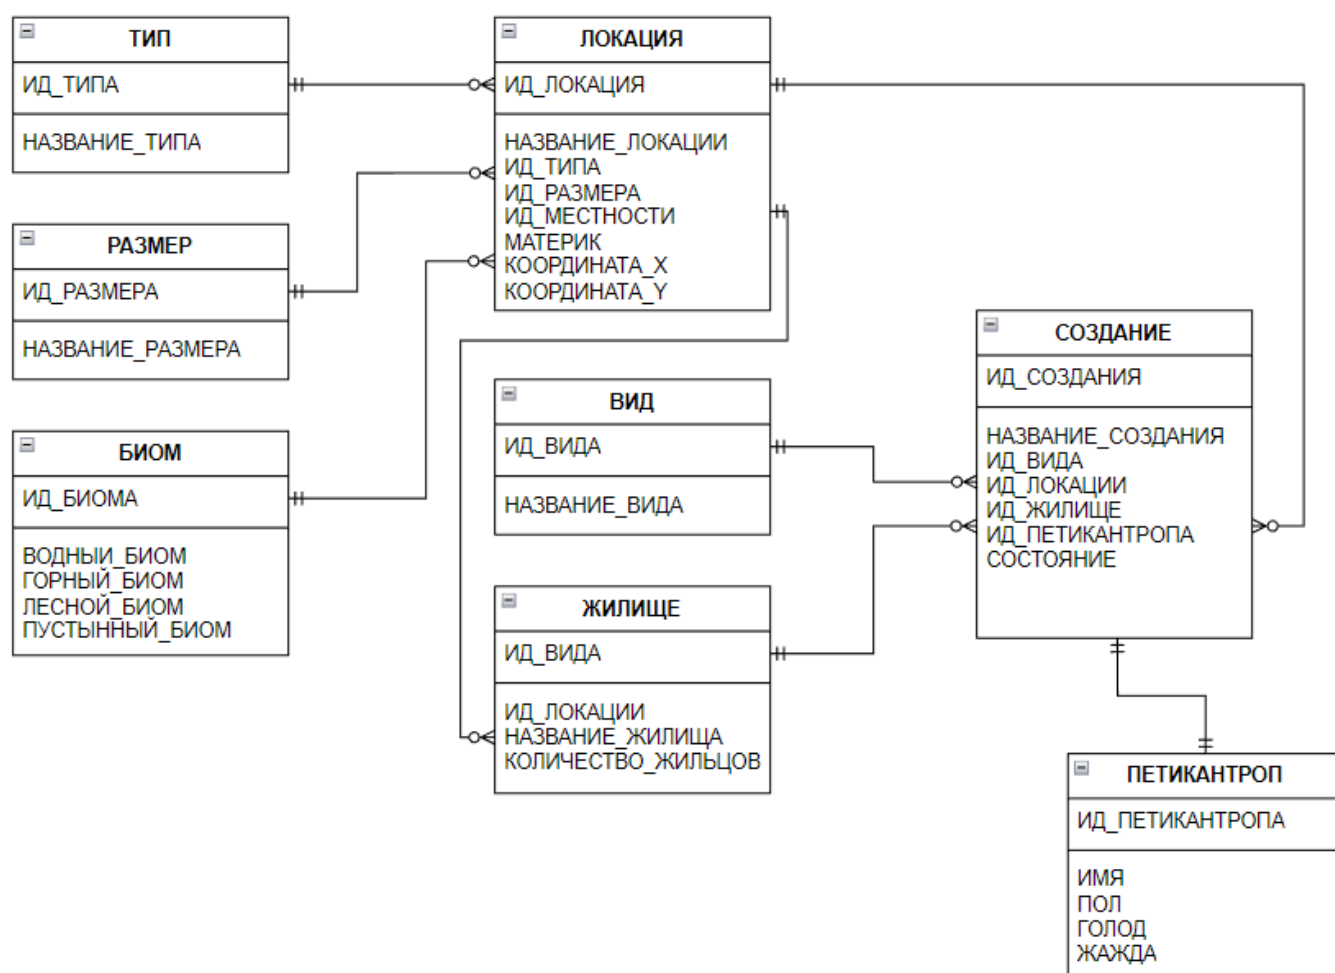 ТИП
ИД_ТИПА
НАЗВАНИЕ_ТИПА
РАЗМЕР
ИД_РАЗМЕРА
НАЗВАНИЕ_РАЗМЕРА
БИОМ
ИД_БИОМА
ВОДНЫЙ_БИОМ
ГОРНЫЙ_БИОМ
ЛЕСНОЙ_БИОМ
ПУСТЫННЫЙ_БИОМ
ЛОКАЦИЯ
ИД_ЛОКАЦИЯ
НАЗВАНИЕ_ЛОКАЦИИ
ИД_ТИПА
ИД_РАЗМЕРА
ИД_МЕСТНОСТИ
МАТЕРИК
КООРДИНАТА_X
КООРДИНАТА_Y
ВИД
ИД_ВИДА
НАЗВАНИЕ_ВИДА
ЖИЛИЩЕ
ИД_ВИДА
ИД_ЛОКАЦИИ
НАЗВАНИЕ_ЖИЛИЩА
КОЛИЧЕСТВО_ЖИЛЬЦОВ
СОЗДАНИЕ
ИД_СОЗДАНИЯ
НАЗВАНИЕ_СОЗДАНИЯ
ИД_ВИДА
ИД_ЛОКАЦИИ
ИД_ЖИЛИЩЕ
ИД_ПЕТИКАНТРОПА
СОСТОЯНИЕ
ПЕТИКАНТРОП
ИД_ПЕТИКАНТРОПА
ИМЯ
ПОЛ
ГОЛОД
ЖАЖДА